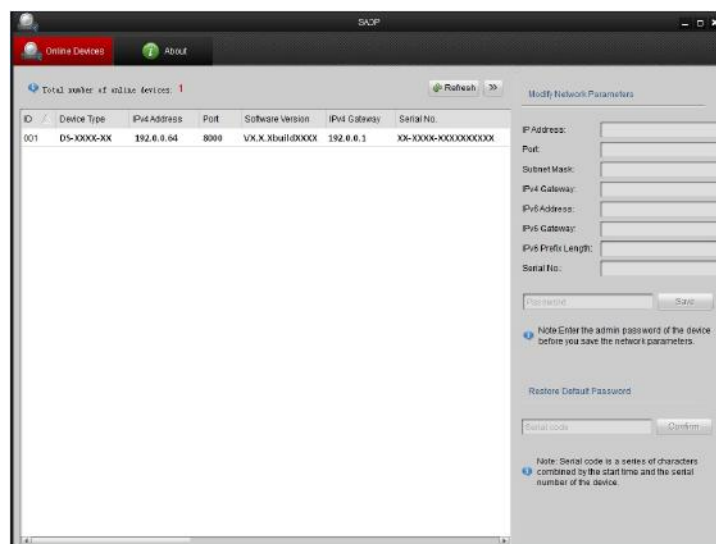 SADP
Online Devices
About
Total number of online devices: 1
Refresh
ID Device Type IPv4 Address Port Software Version IPv4 Gateway Serial No.
001 DS-XXXX-XX 192.0.0.64 8000 VX.X.XbuildXXXX 192.0.0.1 XX-XXXX-XXXXXXXXXX
Modify Network Parameters
IP Address:
Port:
Subnet Mask:
IPv4 Gateway:
IPv6 Address:
IPv6 Gateway:
IPv6 Prefix Length:
Serial No.:
Password
Save
Note:Enter the admin password of the device
before you save the network parameters.
Restore Default Password
Serial code
Confirm
Note: Serial code is a series of characters
combined by the start time and the serial
number of the device.